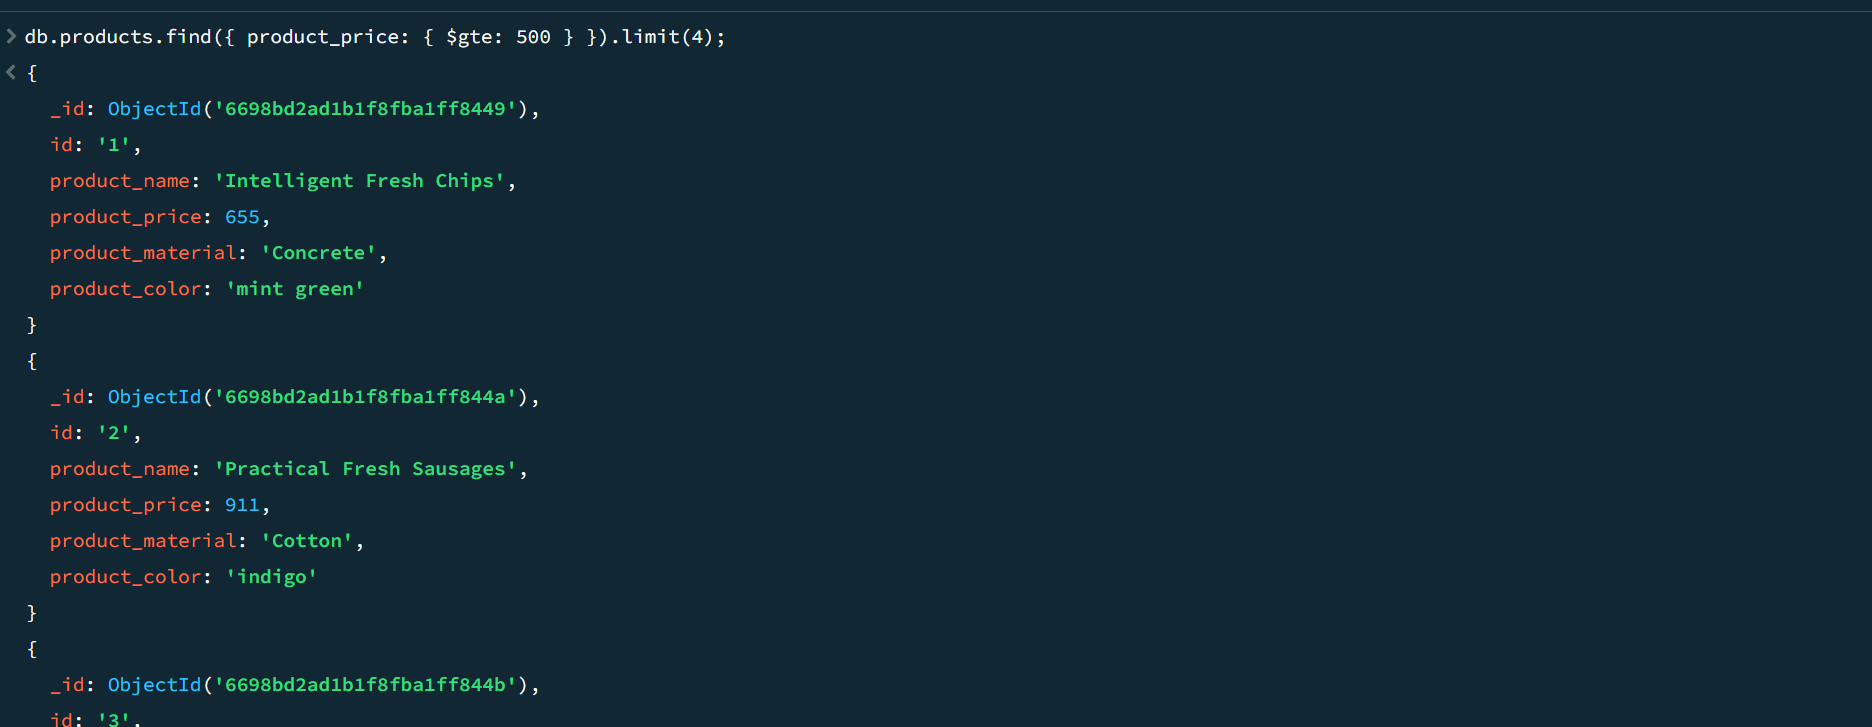 db.products.find({ product_price: { $gte: 500 } }).limit(4);
{
_id: ObjectId('6698bd2ad1b1f8fba1ff8449'),
id: '1',
product_name: 'Intelligent Fresh Chips',
product_price: 655,
product_material: 'Concrete',
product_color: 'mint green'
}
{
_id: ObjectId('6698bd2ad1b1f8fba1ff844a'),
id: '2',
product_name: 'Practical Fresh Sausages',
product_price: 911,
product_material: 'Cotton',
product_color: 'indigo'
}
{
_id: ObjectId('6698bd2ad1b1f8fba1ff844b'),
id: '3',